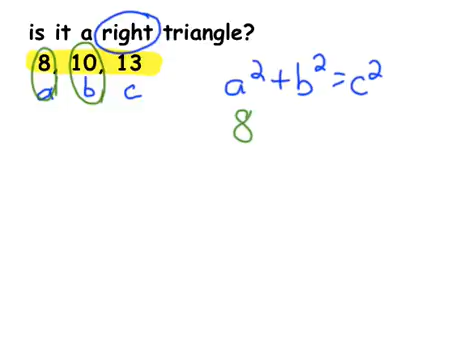 is it a right triangle?
8, 10, 13
a b c
a² + b² = c²
8